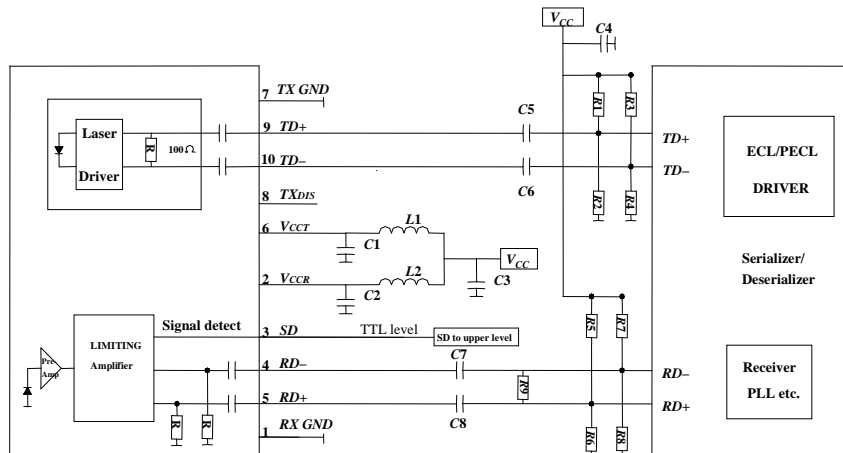 VCC
C4
7 TX GND
R1
R3
C5
Laser
9 TD+
TD+
R
100Ω
ECL/PECL
Driver
10 TD−
TD−
DRIVER
C6
8 TXDIS
R2
R4
L1
6 VCCT
C1
VCC
Serializer/
Deserializer
L2
C3
2 VCCR
C2
R5
R7
Signal detect
3 SD
TTL level
SD to upper level
LIMITING
Amplifier
Pre-
Amp
4 RD−
C7
RD−
Receiver
R9
PLL etc.
5 RD+
C8
RD+
R
R
R6
R8
1 RX GND